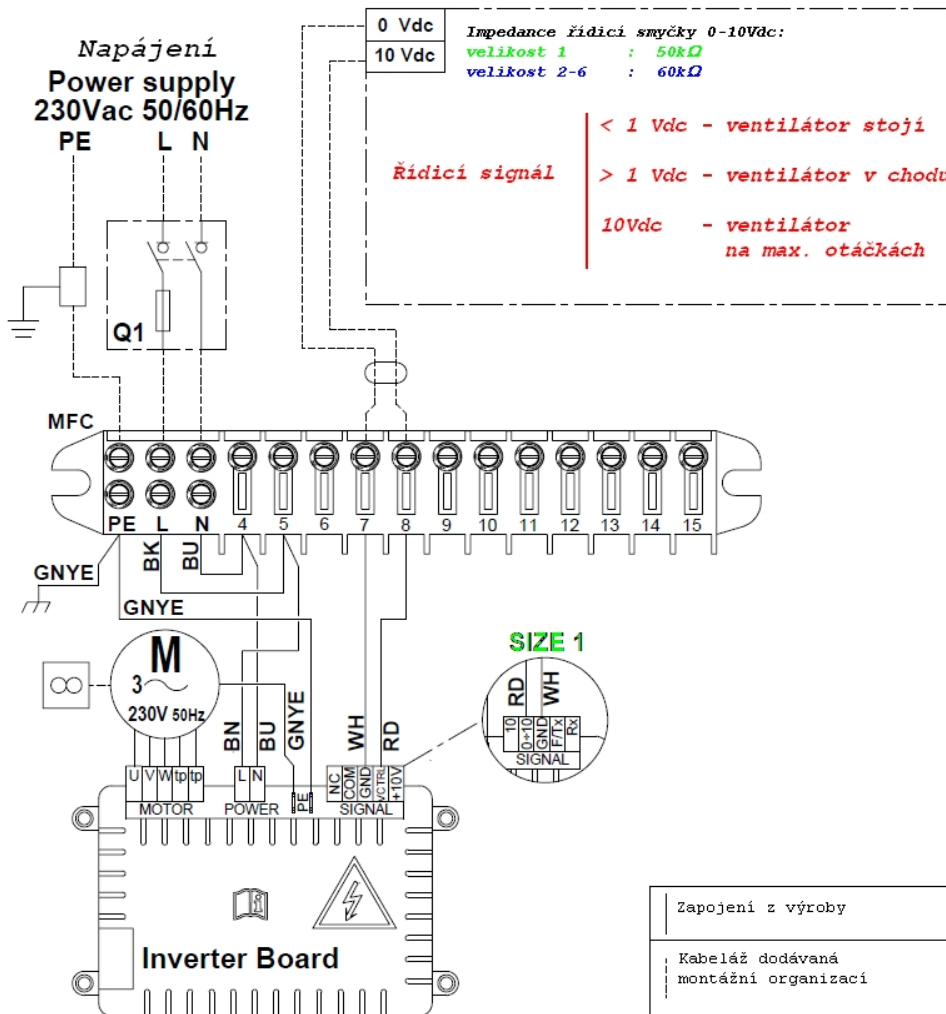 0 Vdc
10 Vdc
Impedance řídicí smyčky 0-10Vdc:
velikost 1 : 50kΩ
velikost 2-6 : 60kΩ
Napájení
Power supply
230Vac 50/60Hz
PE L N
Řídicí signál
< 1 Vdc - ventilátor stojí
> 1 Vdc - ventilátor v chodu
10Vdc - ventilátor
na max. otáčkách
Q1
MFC
PE L N 4 5 6 7 8 9 10 11 12 13 14 15
GNYE
BK
BU
GNYE
M
3
230V 50Hz
BN
BU
GNYE
WH
RD
SIZE 1
RD
WH
10
0÷10
GND
F/Tx
Rx
SIGNAL
U V W tp tp
MOTOR
L N
POWER
PE
NC
COM
GND
VCTRL
+10V
SIGNAL
i
Inverter Board
Zapojení z výroby
Kabeláž dodávaná
montážní organizací